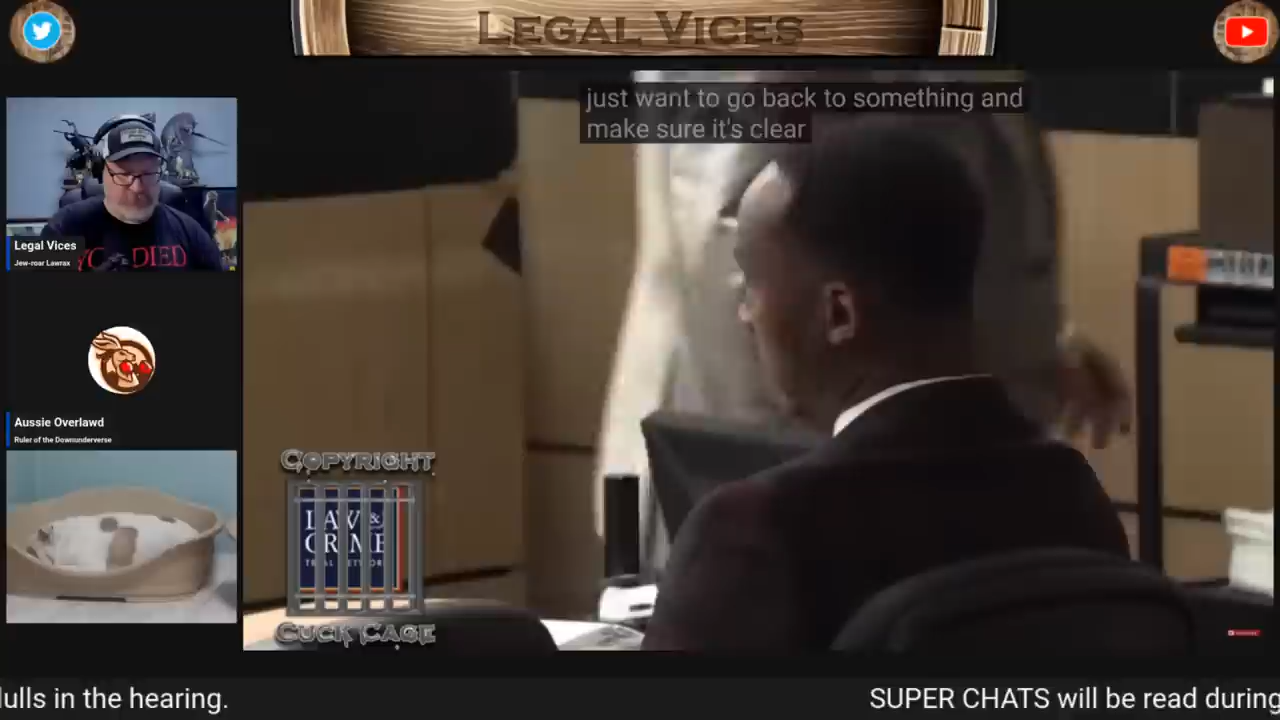 LEGAL VICES
just want to go back to something and
make sure it's clear
YOU DIED
Legal Vices
Jew-roar Lawrax
Aussie Overlawd
Ruler of the Downunderverse
COPYRIGHT
LAW &
CRIME
CUCK CAGE
lulls in the hearing.
SUPER CHATS will be read during